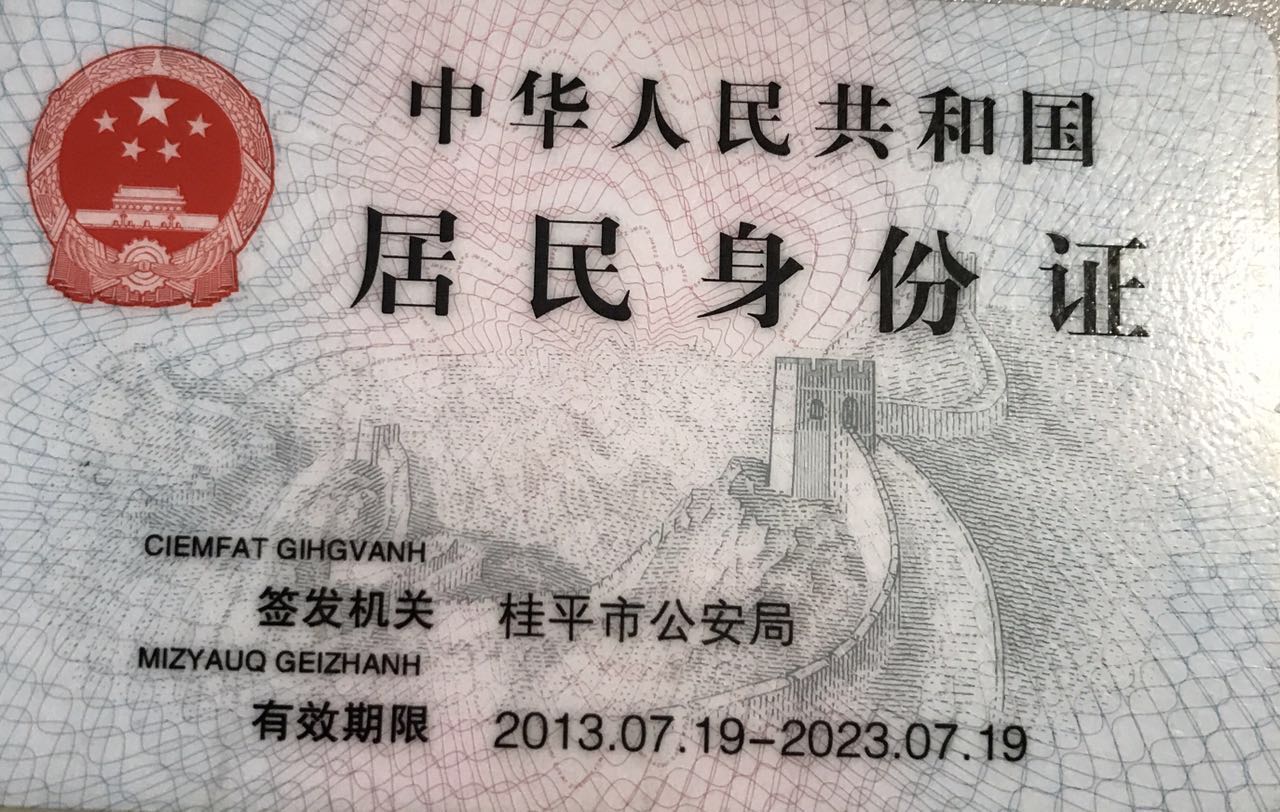 中华人民共和国
居民身份证
CIEMFAT GIHGVANH
签发机关 桂平市公安局
MIZYAUQ GEIZHANH
有效期限 2013.07.19-2023.07.19